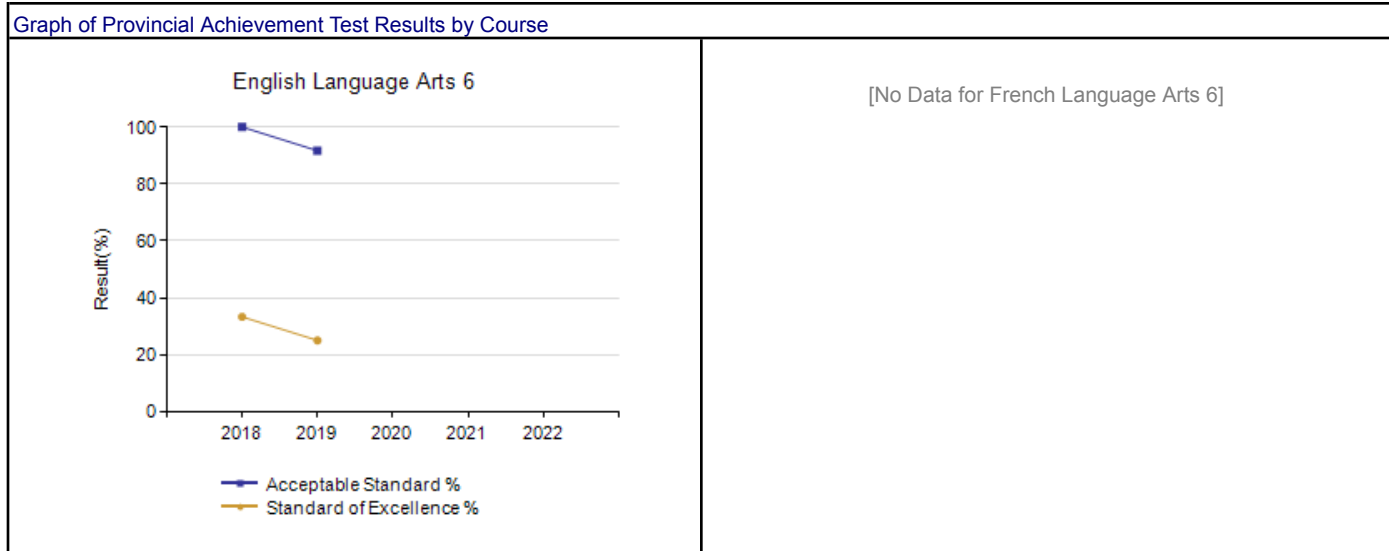 Graph of Provincial Achievement Test Results by Course
English Language Arts 6
100
80
60
40
20
0
Result(%)
2018 2019 2020 2021 2022
Acceptable Standard %
Standard of Excellence %
[No Data for French Language Arts 6]